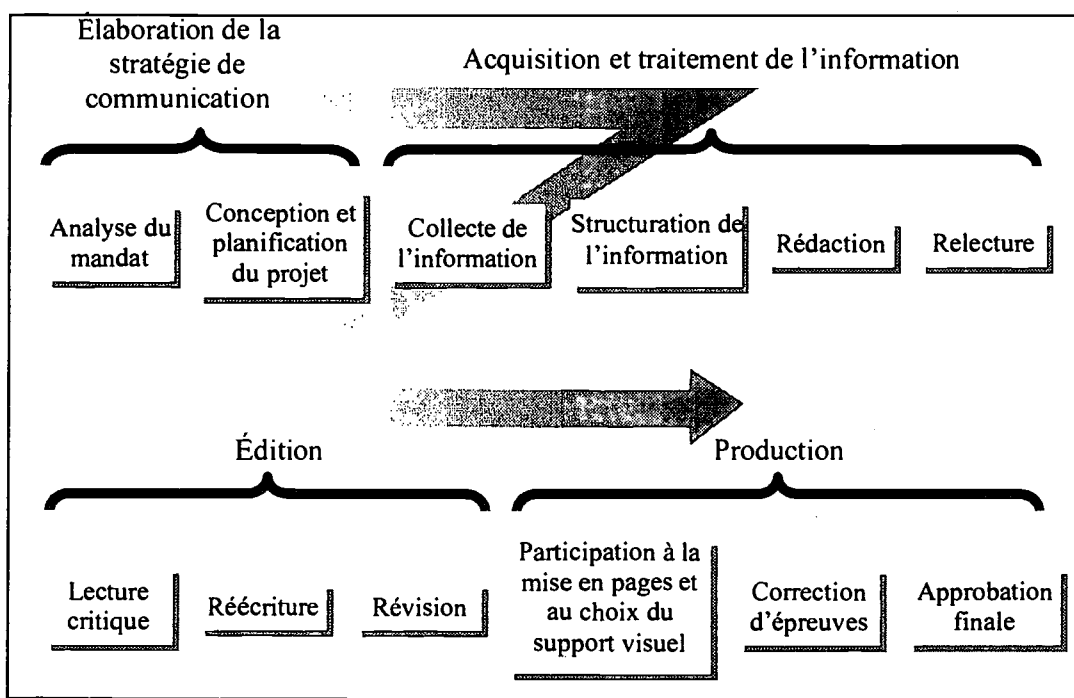 Élaboration de la
stratégie de
communication
Acquisition et traitement de l'information
Analyse du
mandat
Conception et
planification
du projet
Collecte de
l'information
Structuration de
l'information
Rédaction
Relecture
Édition
Production
Lecture
critique
Réécriture
Révision
Participation à la
mise en pages et
au choix du
support visuel
Correction
d'épreuves
Approbation
finale